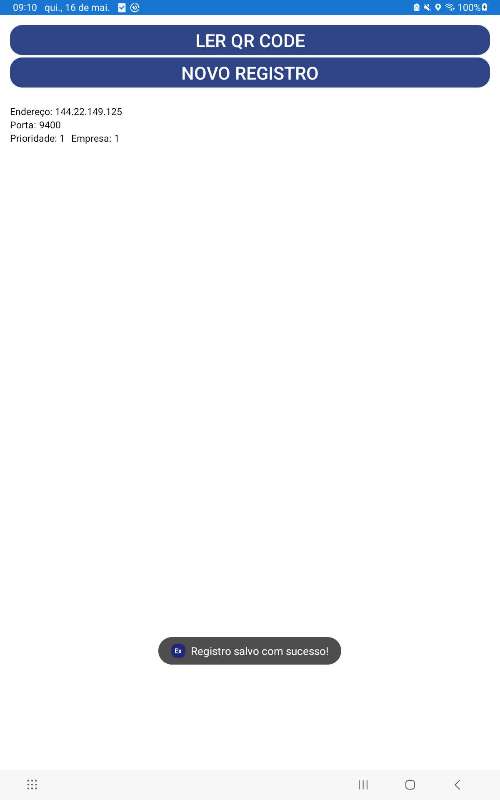 09:10 qui., 16 de mai. 100%
LER QR CODE
NOVO REGISTRO
Endereço: 144.22.149.125
Porta: 9400
Prioridade: 1 Empresa: 1
Ex Registro salvo com sucesso!